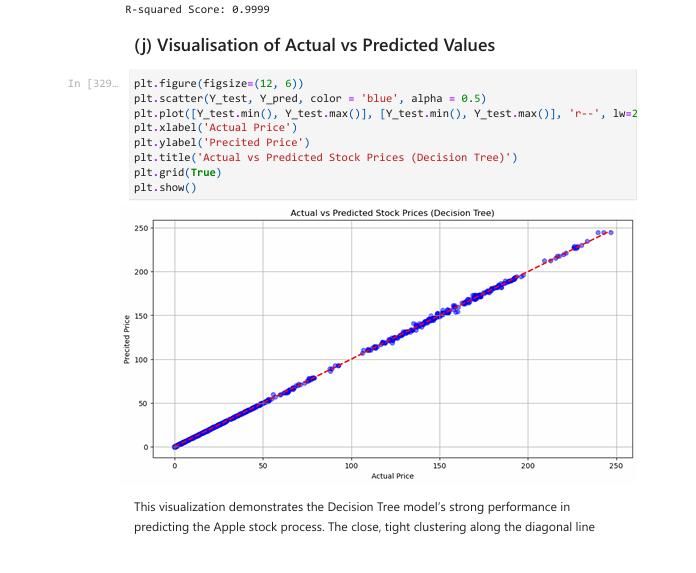 R-squared Score: 0.9999
(j) Visualisation of Actual vs Predicted Values
In [329…
plt.figure(figsize=(12, 6))
plt.scatter(Y_test, Y_pred, color = 'blue', alpha = 0.5)
plt.plot([Y_test.min(), Y_test.max()], [Y_test.min(), Y_test.max()], 'r--', lw=2
plt.xlabel('Actual Price')
plt.ylabel('Precited Price')
plt.title('Actual vs Predicted Stock Prices (Decision Tree)')
plt.grid(True)
plt.show()
Actual vs Predicted Stock Prices (Decision Tree)
250
200
150
100
50
0
Precited Price
0 50 100 150 200 250
Actual Price
This visualization demonstrates the Decision Tree model's strong performance in
predicting the Apple stock process. The close, tight clustering along the diagonal line